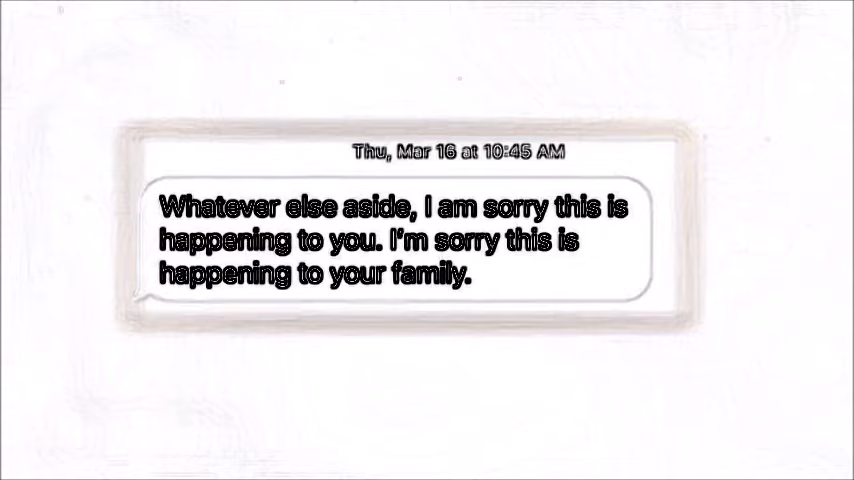 Thu, Mar 16 at 10:45 AM
Whatever else aside, I am sorry this is
happening to you. I'm sorry this is
happening to your family.